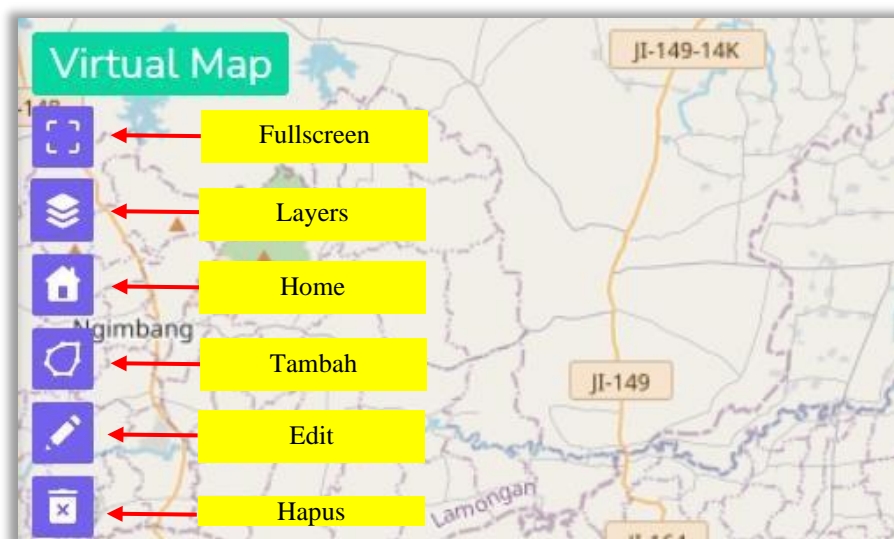 Virtual Map
JI-149-14K
Fullscreen
Layers
Home
Ngimbang
Tambah
JI-149
Edit
Lamongan
Hapus